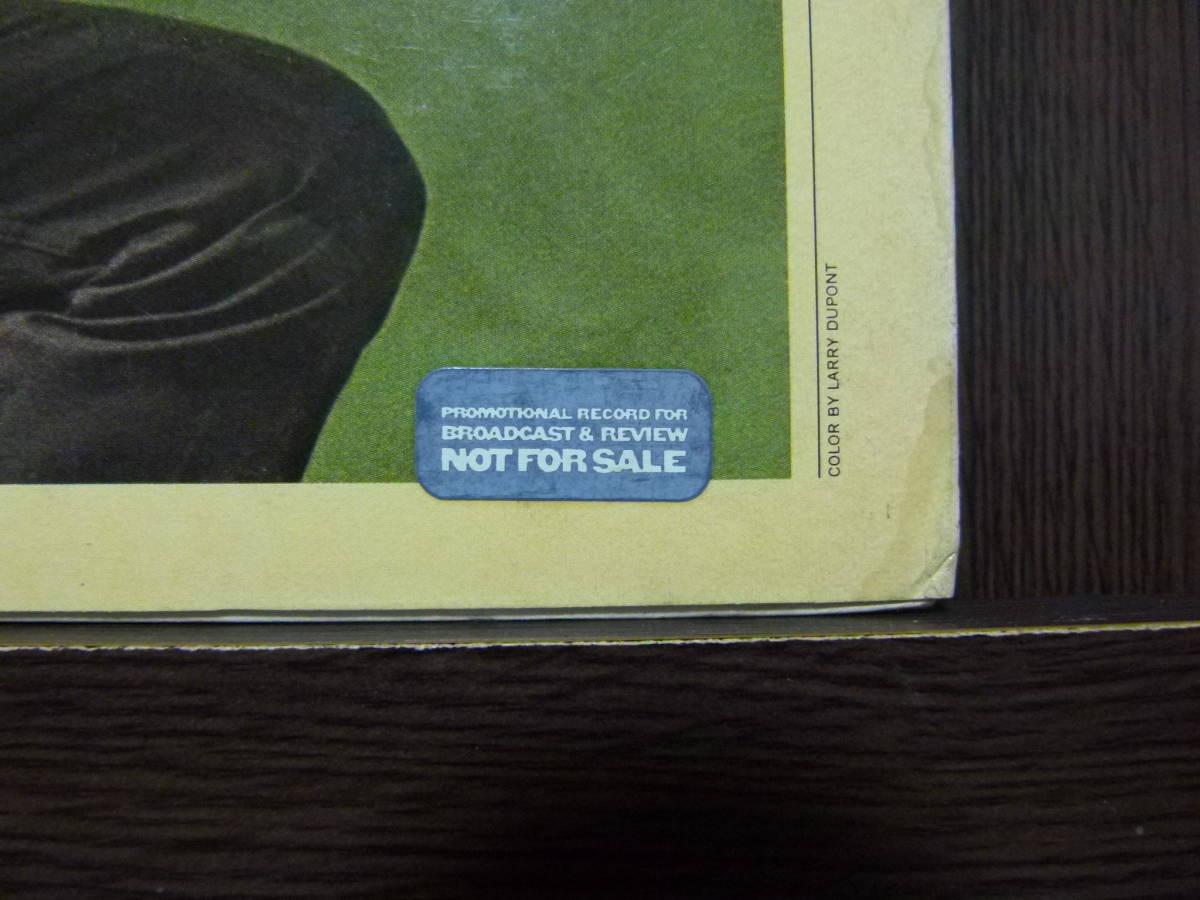 PROMOTIONAL RECORD FOR
BROADCAST & REVIEW
NOT FOR SALE
COLOR BY LARRY DUPONT